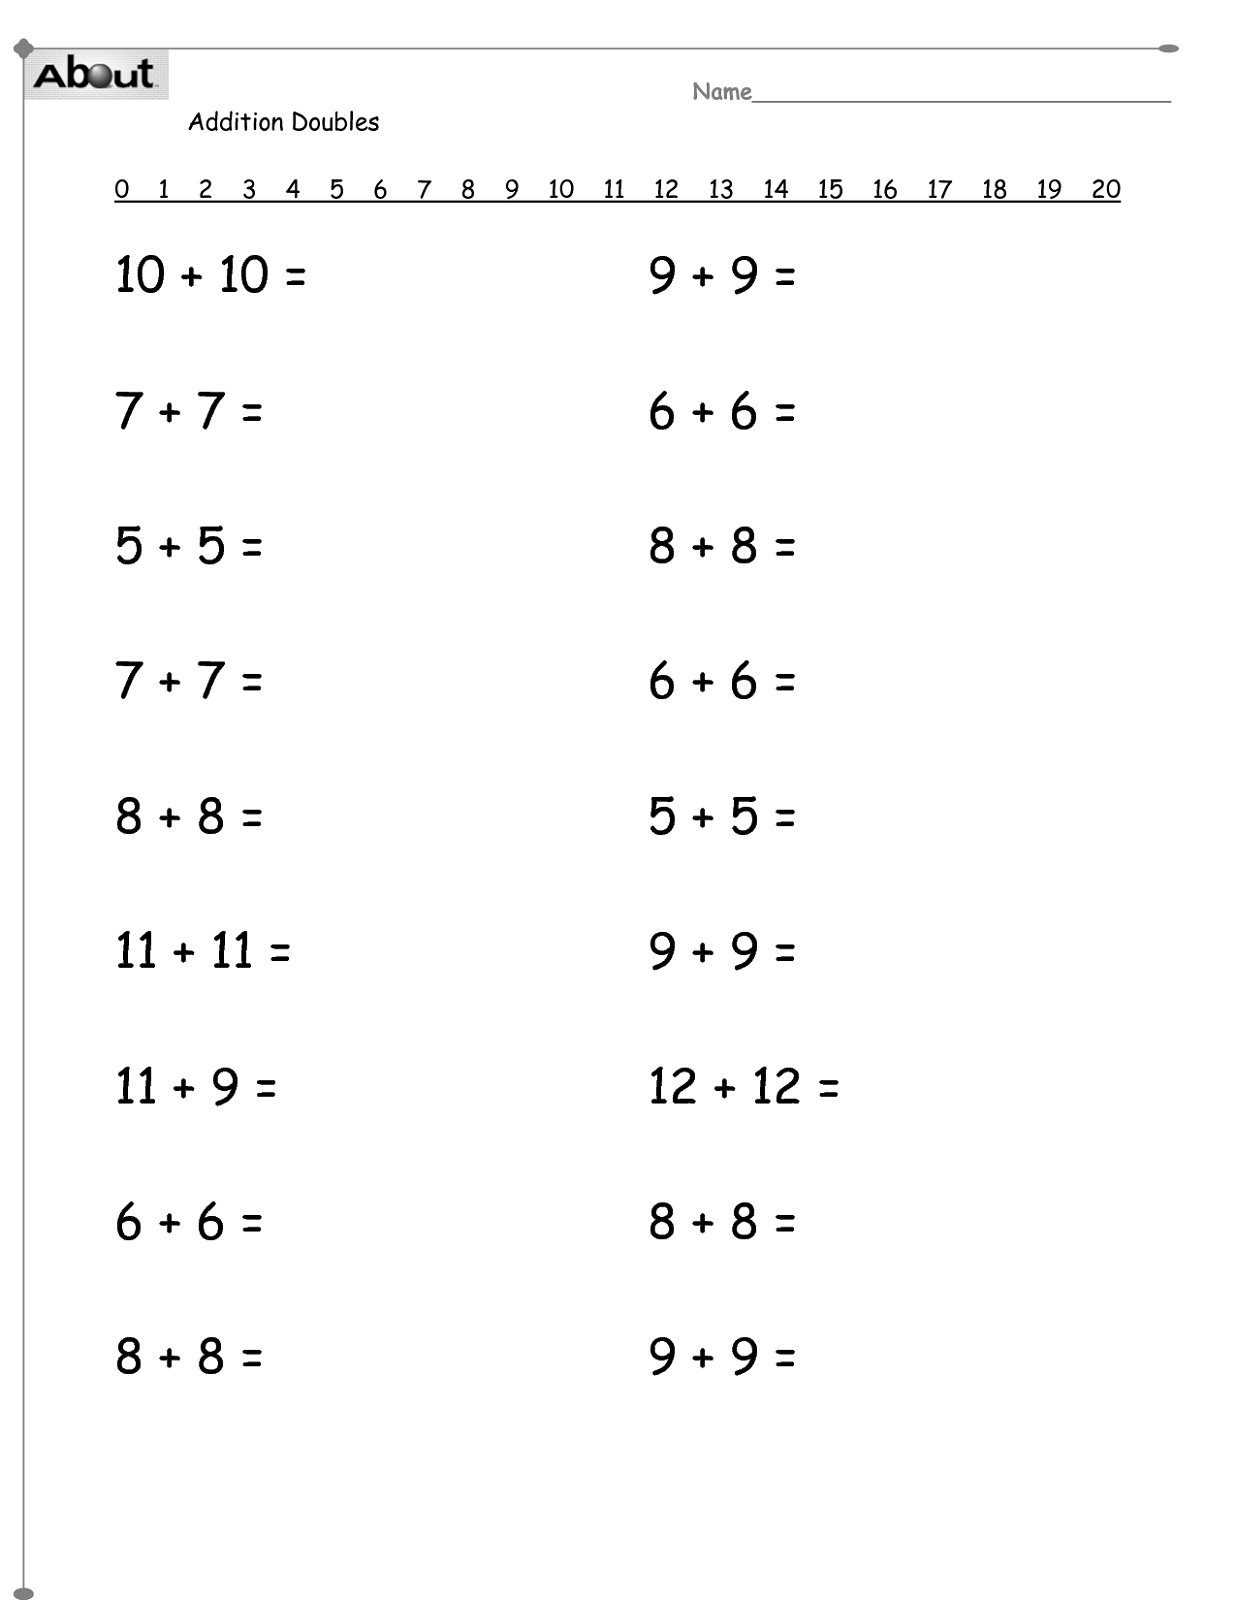 About
Name
Addition Doubles
0 1 2 3 4 5 6 7 8 9 10 11 12 13 14 15 16 17 18 19 20
10 + 10 = 9 + 9 =
7 + 7 = 6 + 6 =
5 + 5 = 8 + 8 =
7 + 7 = 6 + 6 =
8 + 8 = 5 + 5 =
11 + 11 = 9 + 9 =
11 + 9 = 12 + 12 =
6 + 6 = 8 + 8 =
8 + 8 = 9 + 9 =